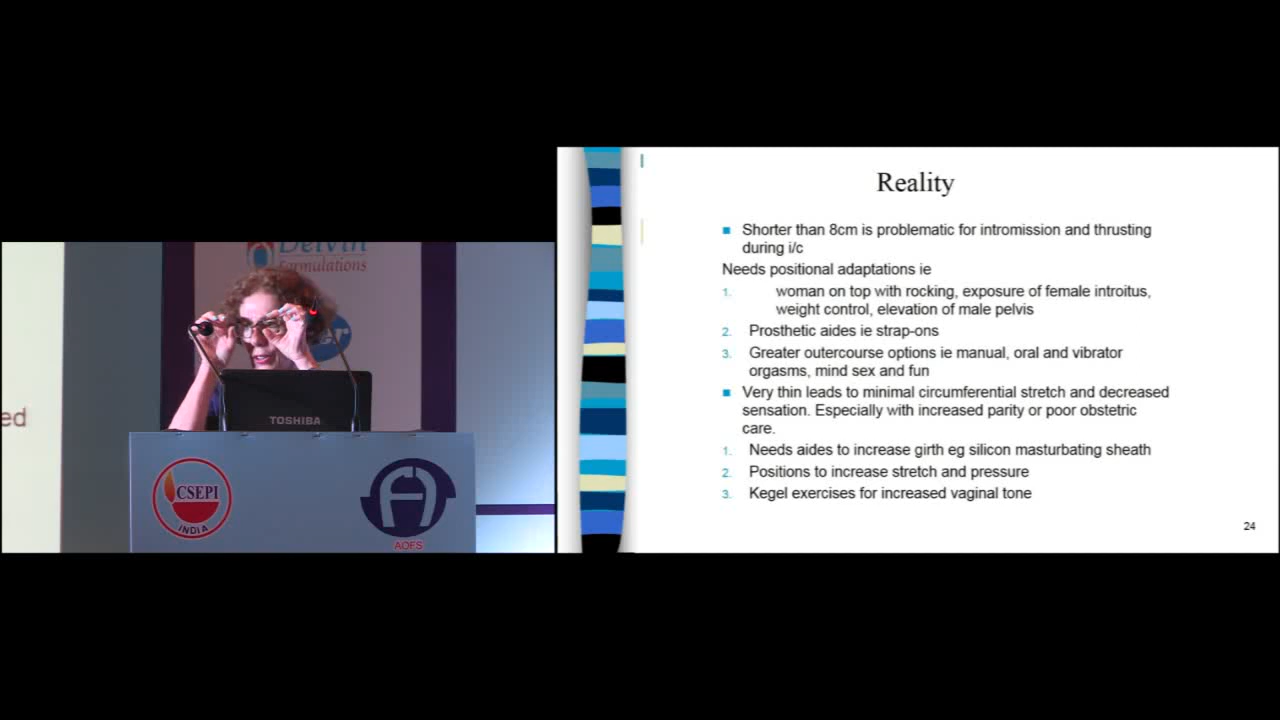 Delvin
Formulations
zer
ed
TOSHIBA
CSEPI
INDIA
AOFS
Reality
Shorter than 8cm is problematic for intromission and thrusting
during i/c
Needs positional adaptations ie
1. woman on top with rocking, exposure of female introitus,
weight control, elevation of male pelvis
2. Prosthetic aides ie strap-ons
3. Greater outercourse options ie manual, oral and vibrator
orgasms, mind sex and fun
Very thin leads to minimal circumferential stretch and decreased
sensation. Especially with increased parity or poor obstetric
care.
1. Needs aides to increase girth eg silicon masturbating sheath
2. Positions to increase stretch and pressure
3. Kegel exercises for increased vaginal tone
24